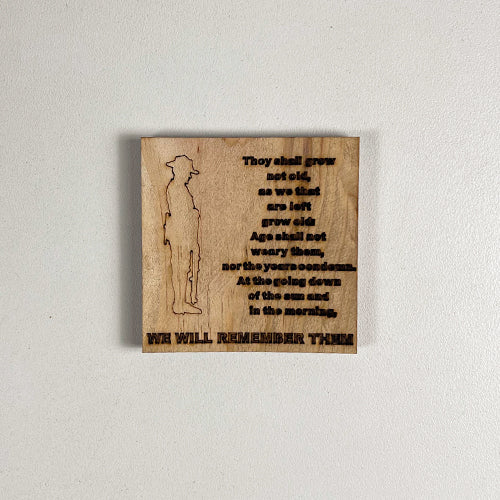 They shall grow
not old,
as we that
are left
grow old:
Age shall not
weary them,
nor the years condemn.
At the going down
of the sun and
in the morning,
WE WILL REMEMBER THEM